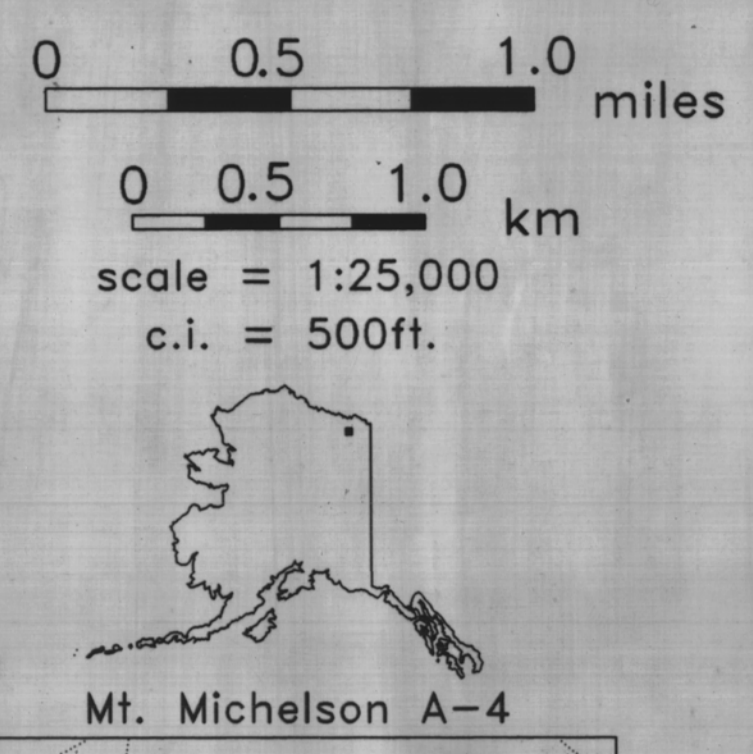 0 0.5 1.0
miles
0 0.5 1.0
km
scale = 1:25,000
c.i. = 500ft.
Mt. Michelson A-4